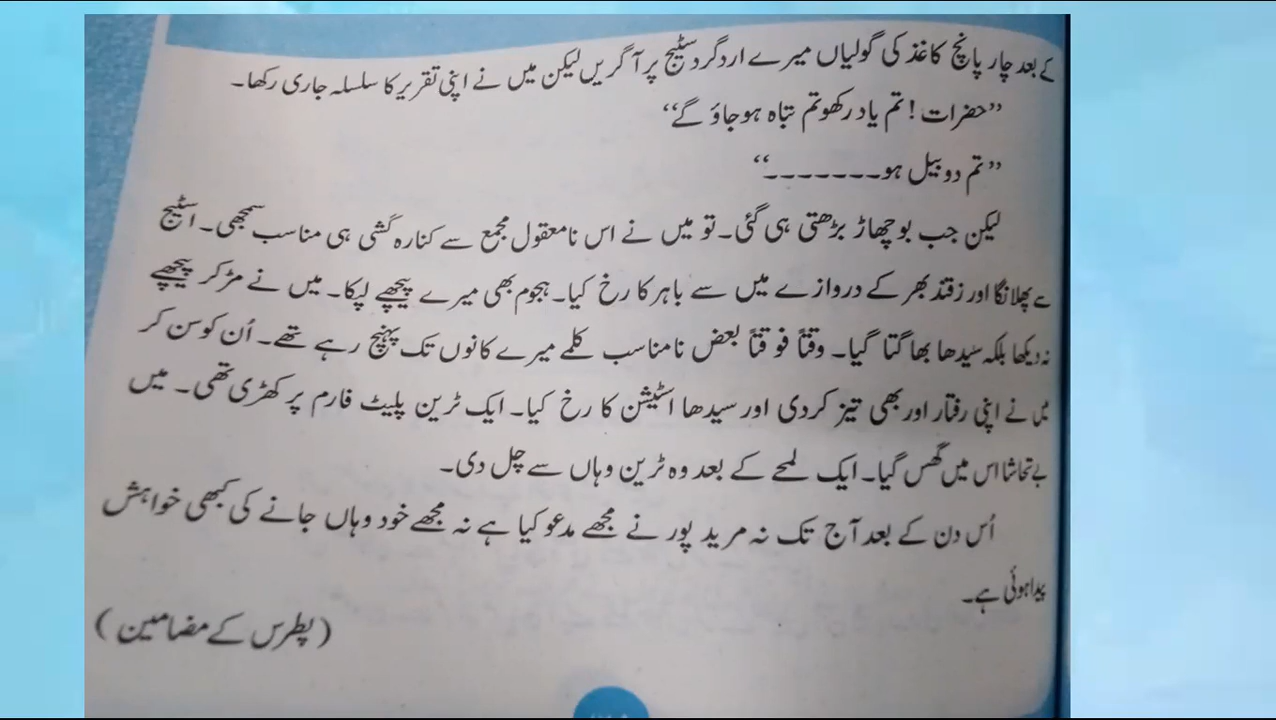 کے بعد چار پانچ کاغذ کی گولیاں میرے اردگرد سٹیج پر آ گریں لیکن میں نے اپنی تقریر کا سلسلہ جاری رکھا۔
”حضرات! تم یاد رکھو تم تباہ ہوجاؤ گے“
”تم دو بیل ہو۔۔۔۔۔۔۔“
لیکن جب بوچھاڑ بڑھتی ہی گئی۔ تو میں نے اس نامعقول مجمع سے کنارہ کشی ہی مناسب سمجھی۔ اسٹیج
سے پھلانگا اور زقند بھر کے دروازے میں سے باہر کا رخ کیا۔ ہجوم بھی میرے پیچھے لپکا۔ میں نے مڑ کر پیچھے
نہ دیکھا بلکہ سیدھا بھاگتا گیا۔ وقتاً فوقتاً بعض نامناسب کلمے میرے کانوں تک پہنچ رہے تھے۔ اُن کو سن کر
میں نے اپنی رفتار اور بھی تیز کردی اور سیدھا اسٹیشن کا رخ کیا۔ ایک ٹرین پلیٹ فارم پر کھڑی تھی۔ میں
بے تحاشا اس میں گھس گیا۔ ایک لمحے کے بعد وہ ٹرین وہاں سے چل دی۔
اُس دن کے بعد آج تک نہ مرید پور نے مجھے مدعو کیا ہے نہ مجھے خود وہاں جانے کی کبھی خواہش
پیدا ہوئی ہے۔
(پطرس کے مضامین)